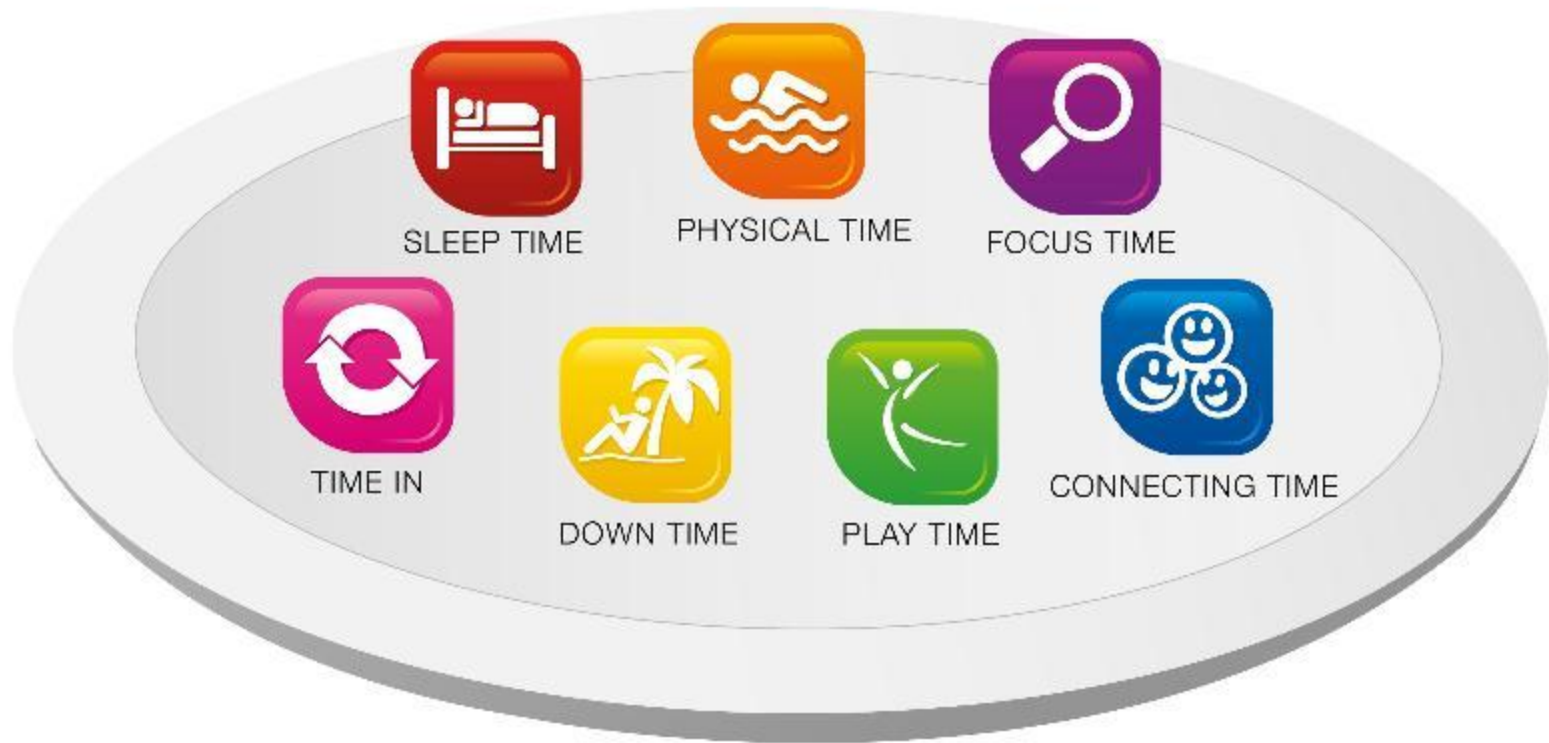 SLEEP TIME
PHYSICAL TIME
FOCUS TIME
TIME IN
DOWN TIME
PLAY TIME
CONNECTING TIME